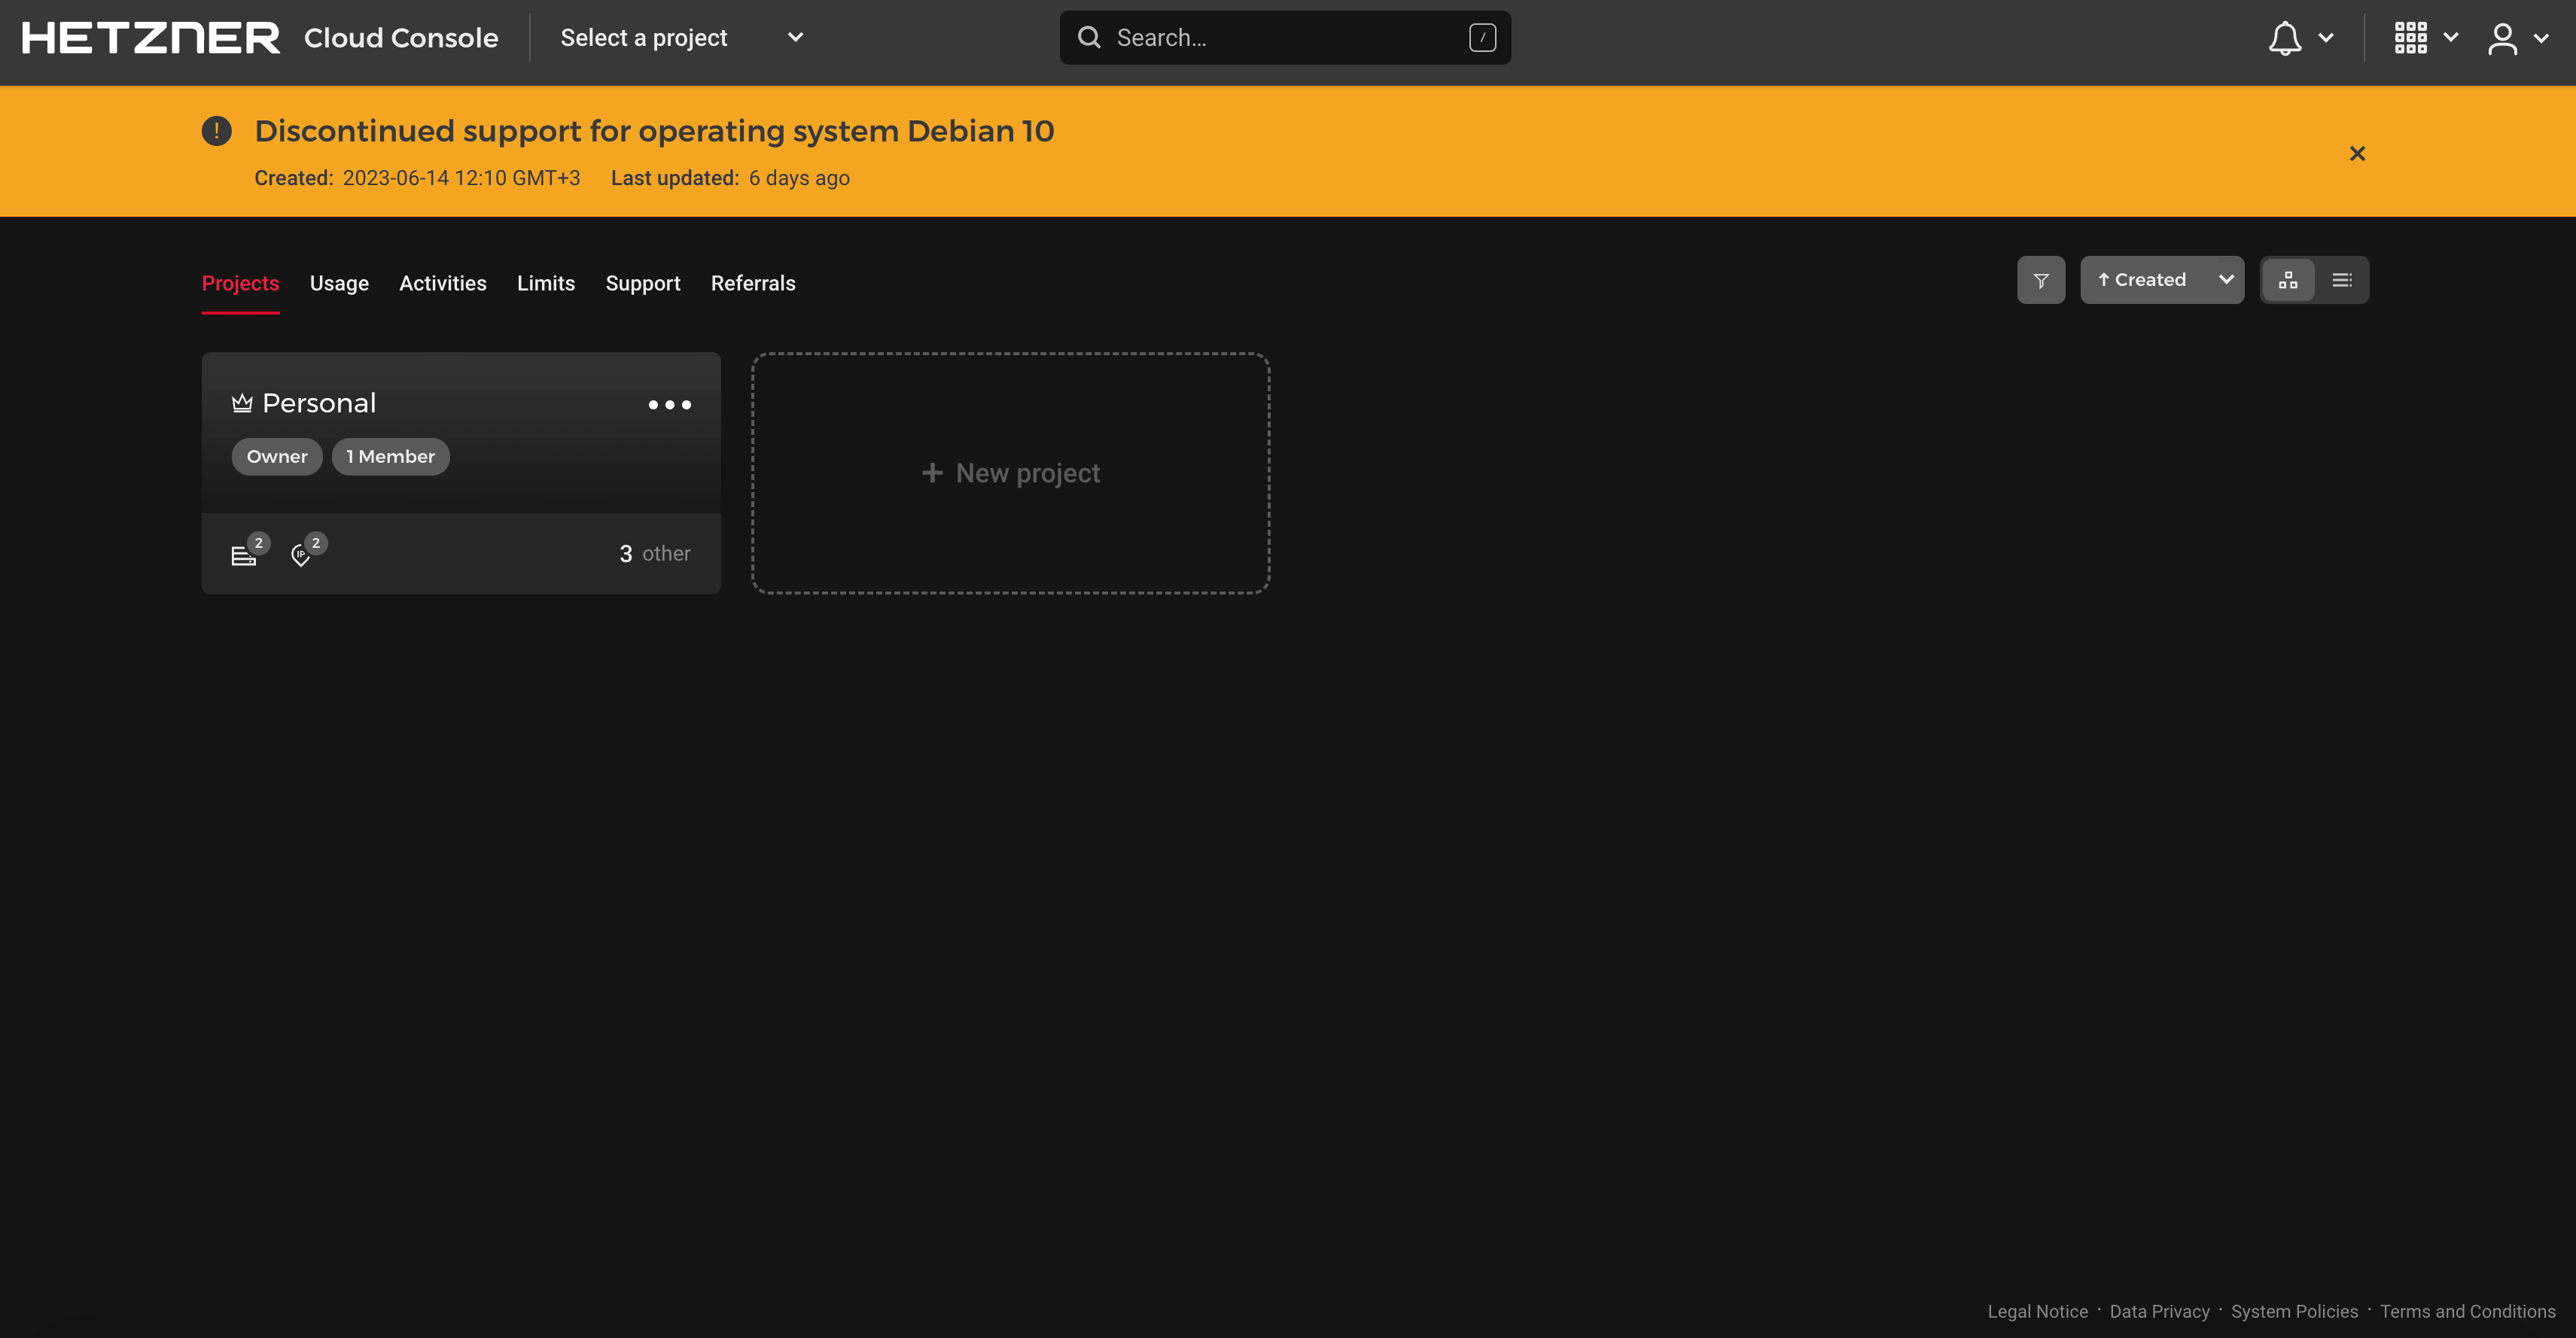 HETZNER Cloud Console Select a project Search... /
Discontinued support for operating system Debian 10
Created: 2023-06-14 12:10 GMT+3 Last updated: 6 days ago
Projects Usage Activities Limits Support Referrals ↑ Created
Personal
Owner 1 Member
+ New project
2 IP 2 3 other
Legal Notice · Data Privacy · System Policies · Terms and Conditions